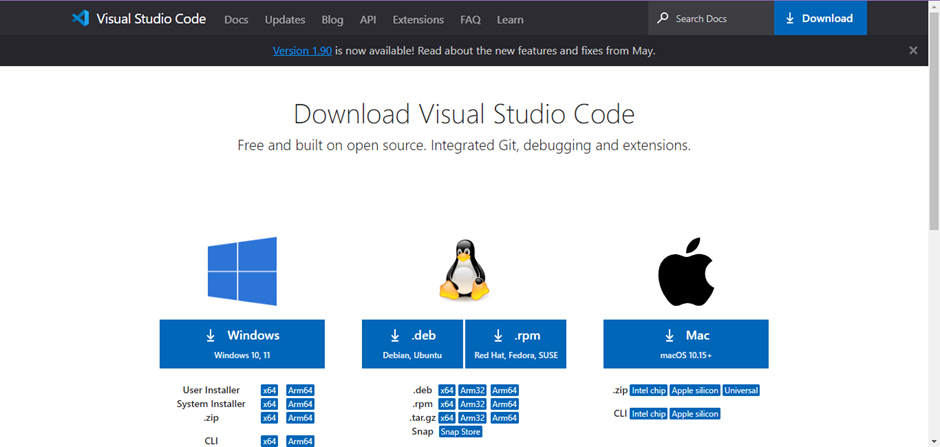 Visual Studio Code Docs Updates Blog API Extensions FAQ Learn Search Docs Download
Version 1.90 is now available! Read about the new features and fixes from May.
Download Visual Studio Code
Free and built on open source. Integrated Git, debugging and extensions.
Windows
Windows 10, 11
User Installer x64 Arm64
System Installer x64 Arm64
.zip x64 Arm64
CLI x64 Arm64
.deb
Debian, Ubuntu
.rpm
Red Hat, Fedora, SUSE
.deb x64 Arm32 Arm64
.rpm x64 Arm32 Arm64
.tar.gz x64 Arm32 Arm64
Snap Snap Store
Mac
macOS 10.15+
.zip Intel chip Apple silicon Universal
CLI Intel chip Apple silicon